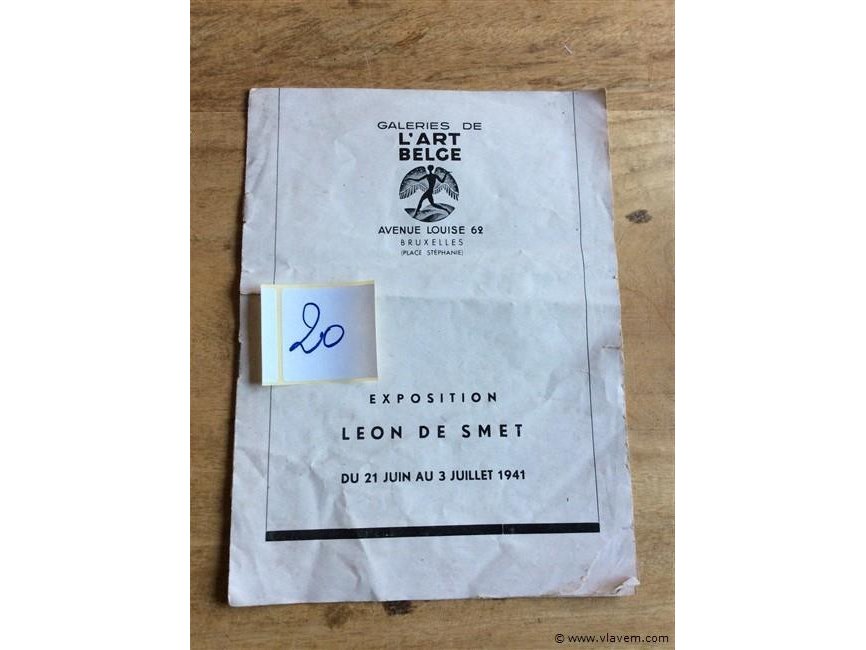 GALERIES DE
L'ART
BELGE
AVENUE LOUISE 62
BRUXELLES
(PLACE STÉPHANIE)
20
EXPOSITION
LEON DE SMET
DU 21 JUIN AU 3 JUILLET 1941
© www.vlavem.com